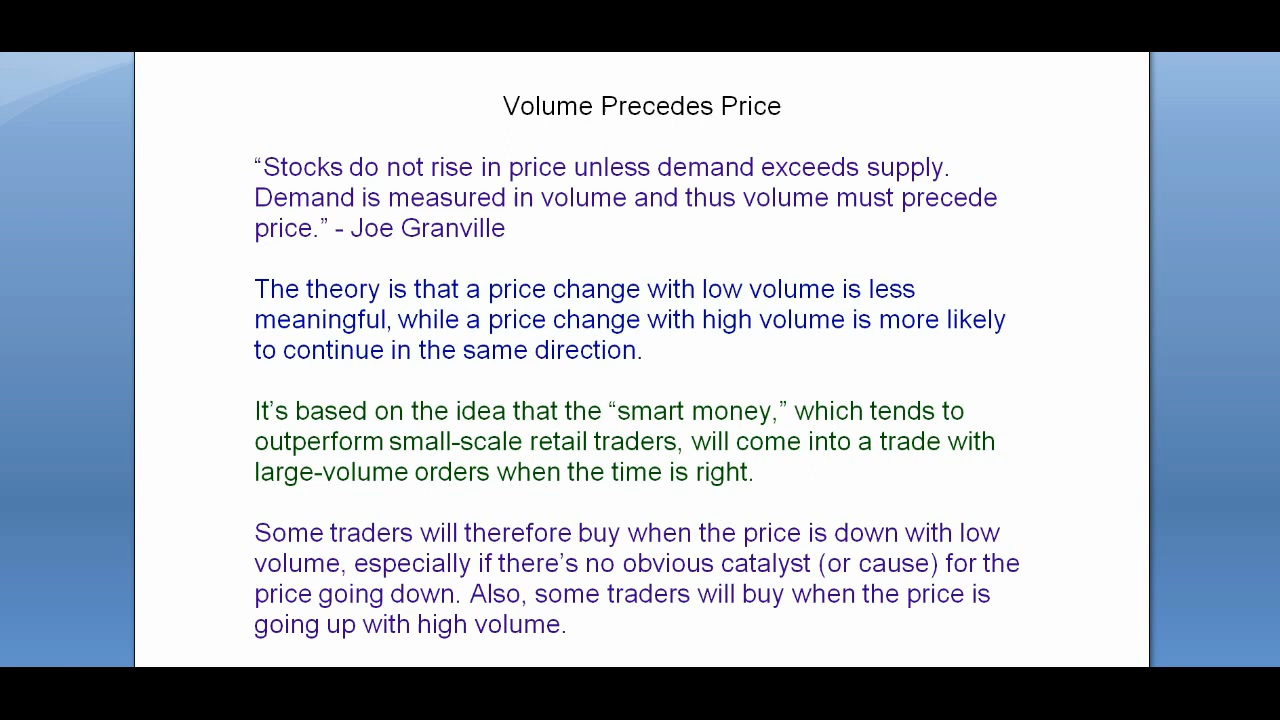 Volume Precedes Price
“Stocks do not rise in price unless demand exceeds supply.
Demand is measured in volume and thus volume must precede
price.” - Joe Granville
The theory is that a price change with low volume is less
meaningful, while a price change with high volume is more likely
to continue in the same direction.
It’s based on the idea that the “smart money,” which tends to
outperform small-scale retail traders, will come into a trade with
large-volume orders when the time is right.
Some traders will therefore buy when the price is down with low
volume, especially if there’s no obvious catalyst (or cause) for the
price going down. Also, some traders will buy when the price is
going up with high volume.